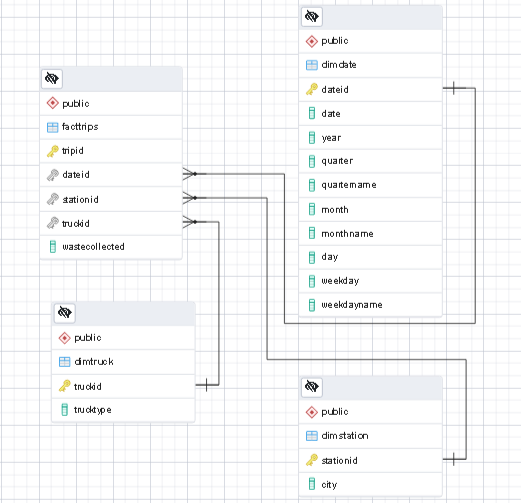 public
facttrips
tripid
dateid
stationid
truckid
wastecollected
public
dimdate
dateid
date
year
quarter
quartername
month
monthname
day
weekday
weekdayname
public
dimtruck
truckid
trucktype
public
dimstation
stationid
city